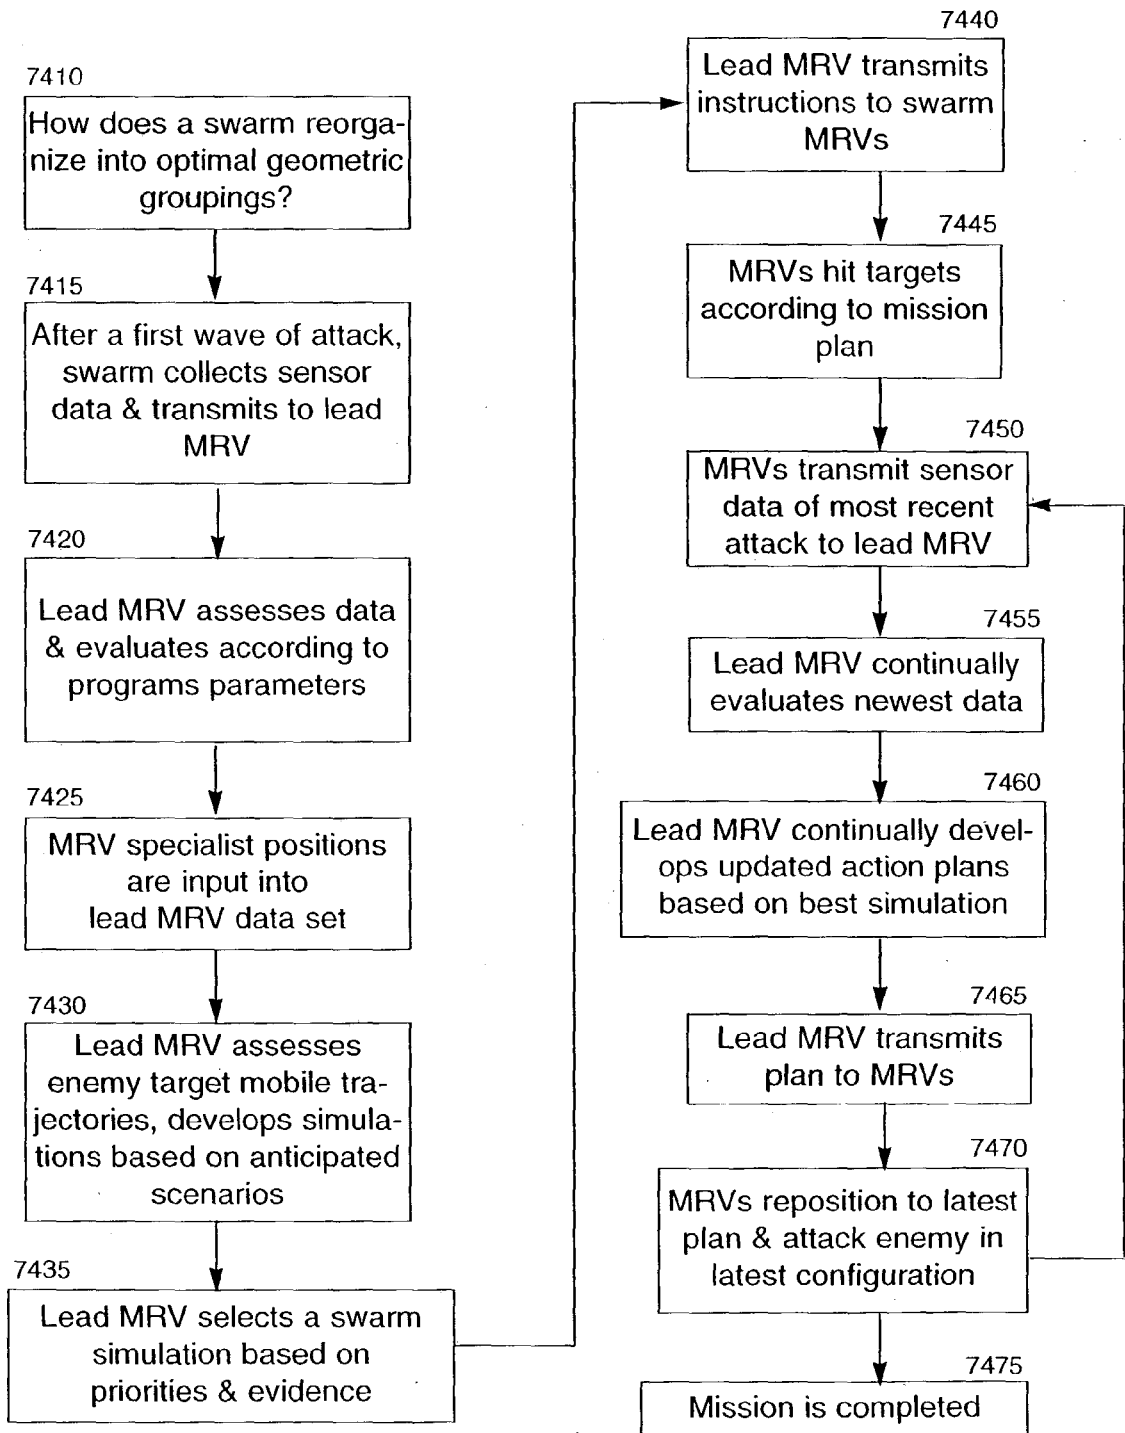 7410
How does a swarm reorga-
nize into optimal geometric
groupings?
7415
After a first wave of attack,
swarm collects sensor
data & transmits to lead
MRV
7420
Lead MRV assesses data
& evaluates according to
programs parameters
7425
MRV specialist positions
are input into
lead MRV data set
7430
Lead MRV assesses
enemy target mobile tra-
jectories, develops simula-
tions based on anticipated
scenarios
7435
Lead MRV selects a swarm
simulation based on
priorities & evidence
7440
Lead MRV transmits
instructions to swarm
MRVs
7445
MRVs hit targets
according to mission
plan
7450
MRVs transmit sensor
data of most recent
attack to lead MRV
7455
Lead MRV continually
evaluates newest data
7460
Lead MRV continually devel-
ops updated action plans
based on best simulation
7465
Lead MRV transmits
plan to MRVs
7470
MRVs reposition to latest
plan & attack enemy in
latest configuration
7475
Mission is completed